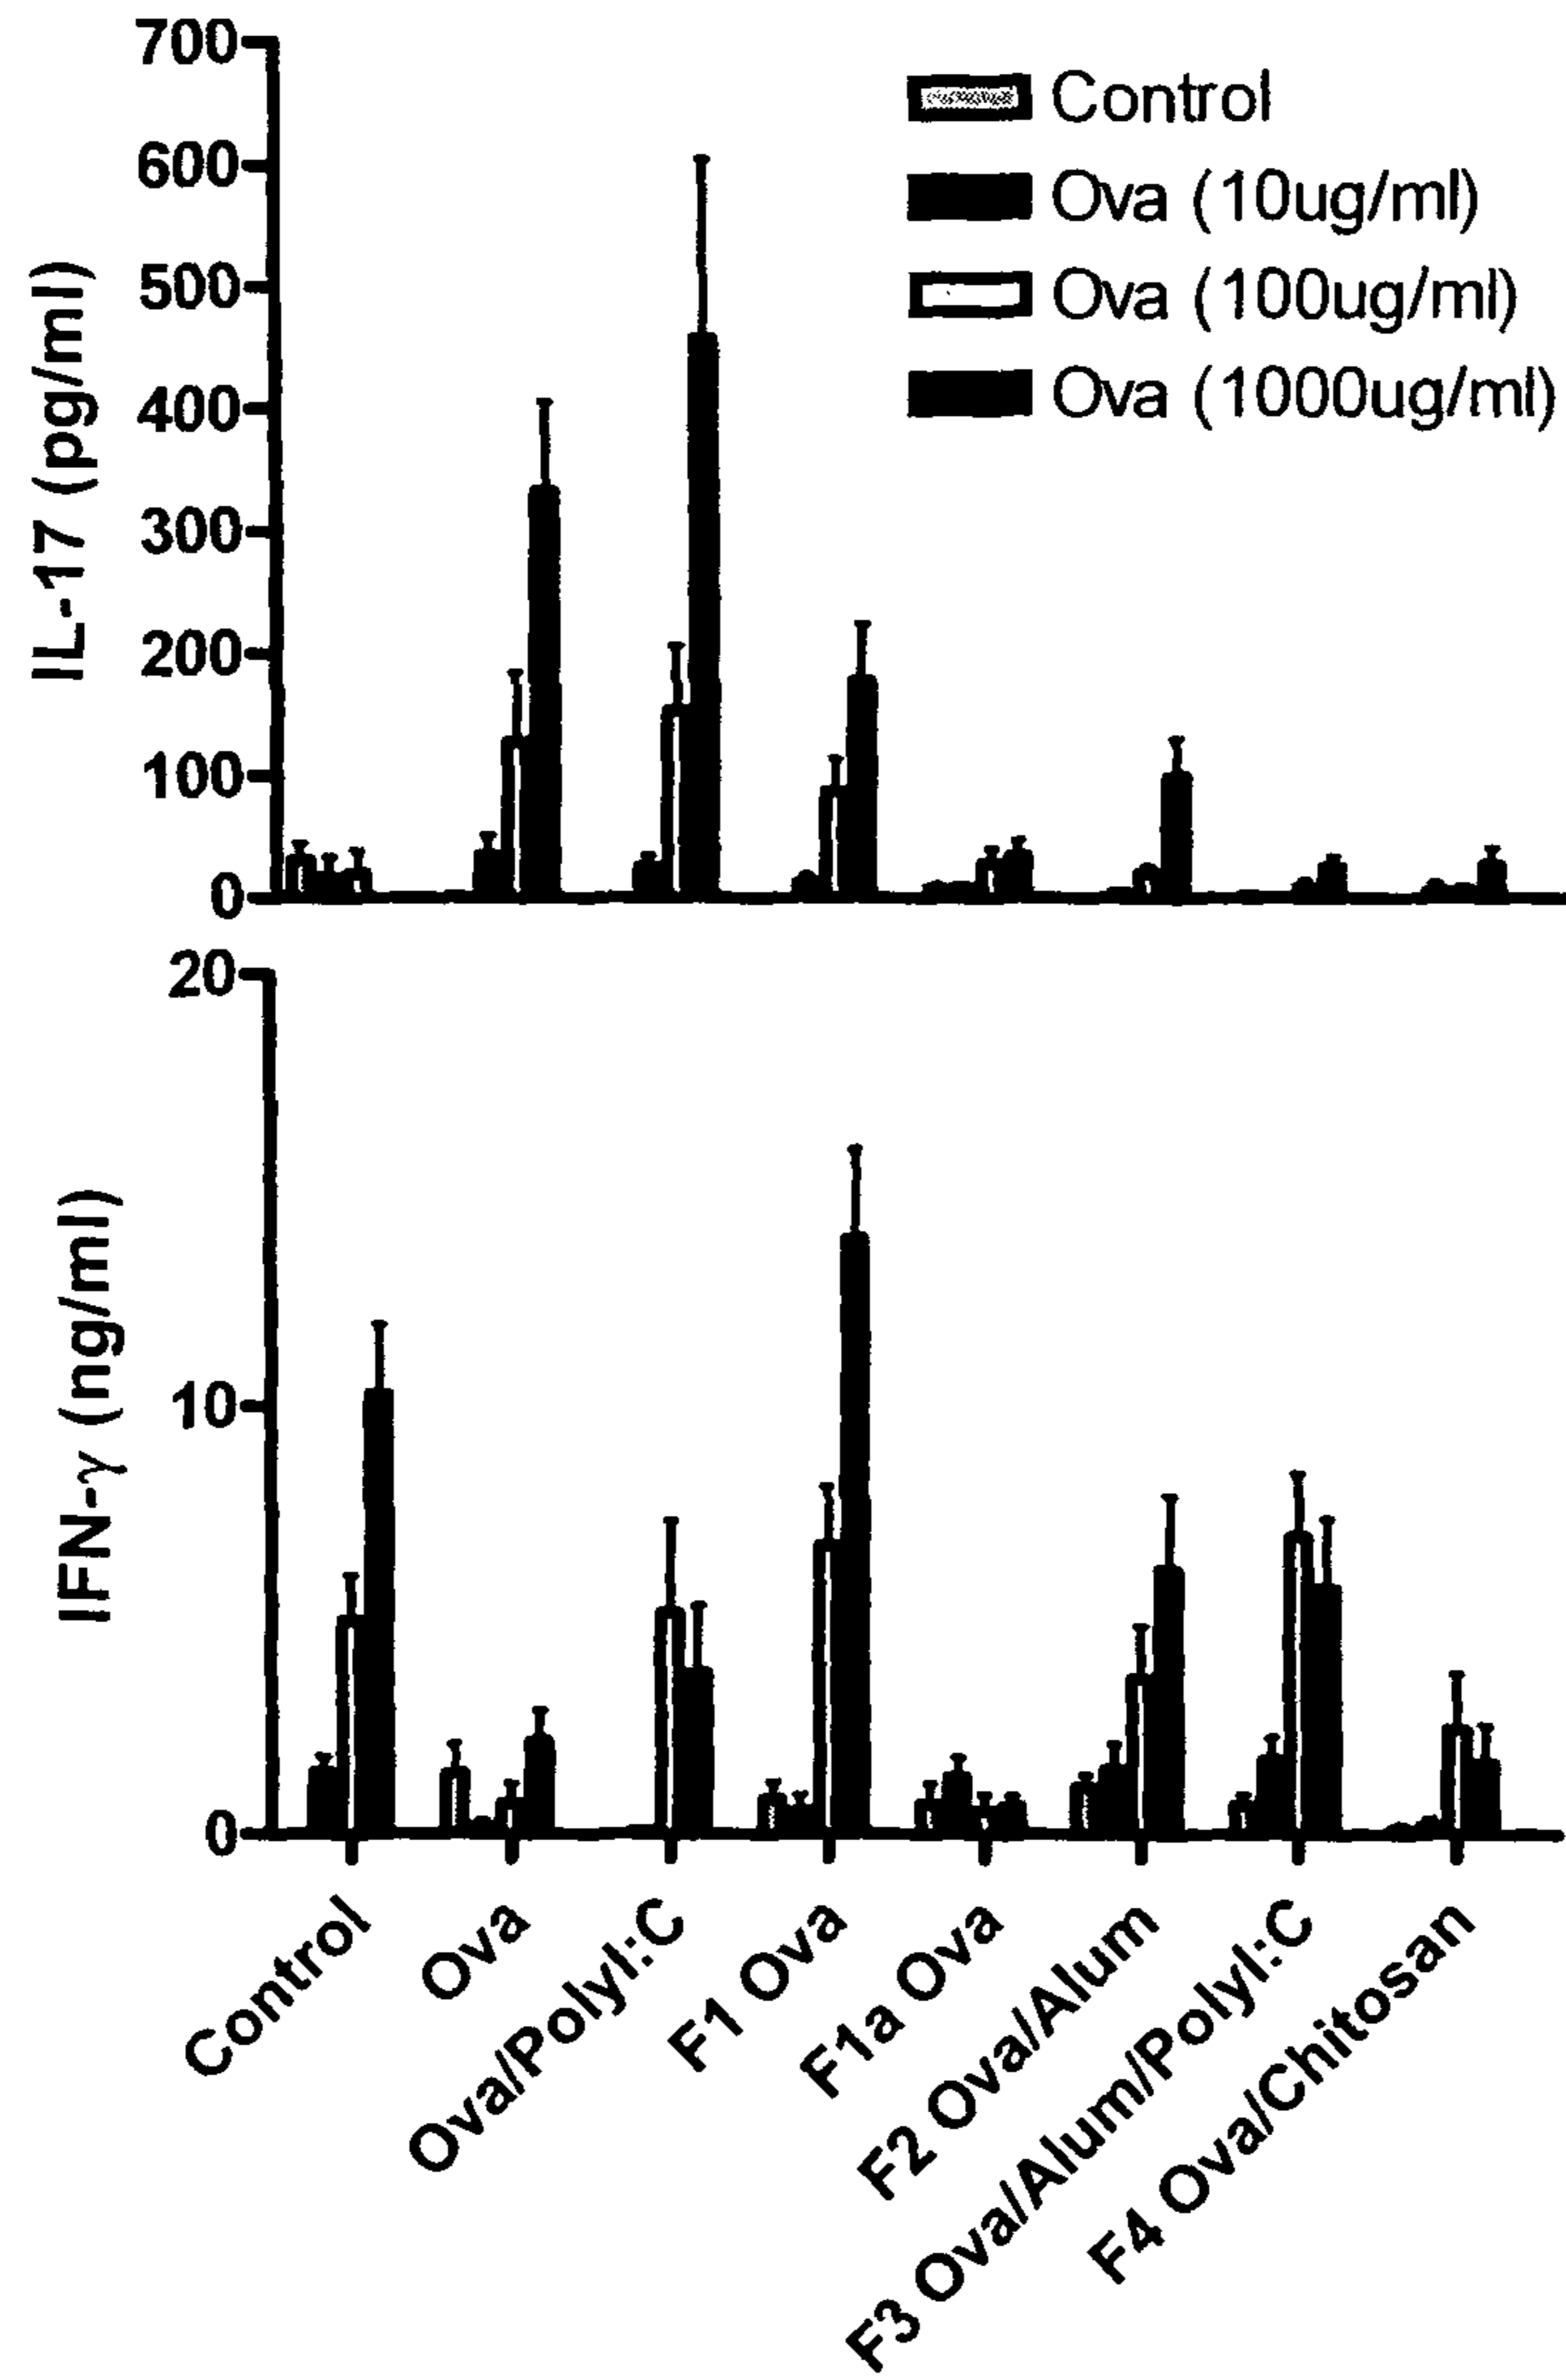 700
600
500
400
300
200
100
0
IL-17 (pg/ml)
Control
Ova (10ug/ml)
Ova (100ug/ml)
Ova (1000ug/ml)
20
10
0
IFN-γ (ng/ml)
Control
Ova
Ova/PolyI:C
F1 Ova
F1a Ova
F2 Ova/Alum
F3 Ova/Alum/PolyI:C
F4 Ova/Chitosan